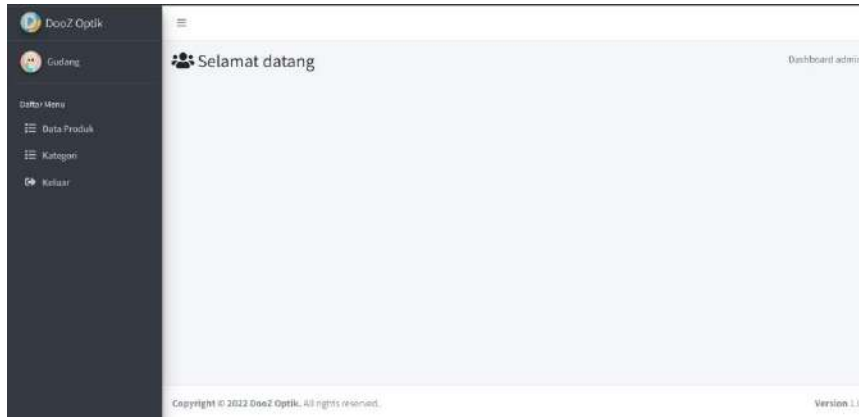 DooZ Optik
Gudang
Daftar Menu
Data Produk
Kategori
Keluar
Selamat datang
Dashboard admin
Copyright © 2022 DooZ Optik. All rights reserved.
Version